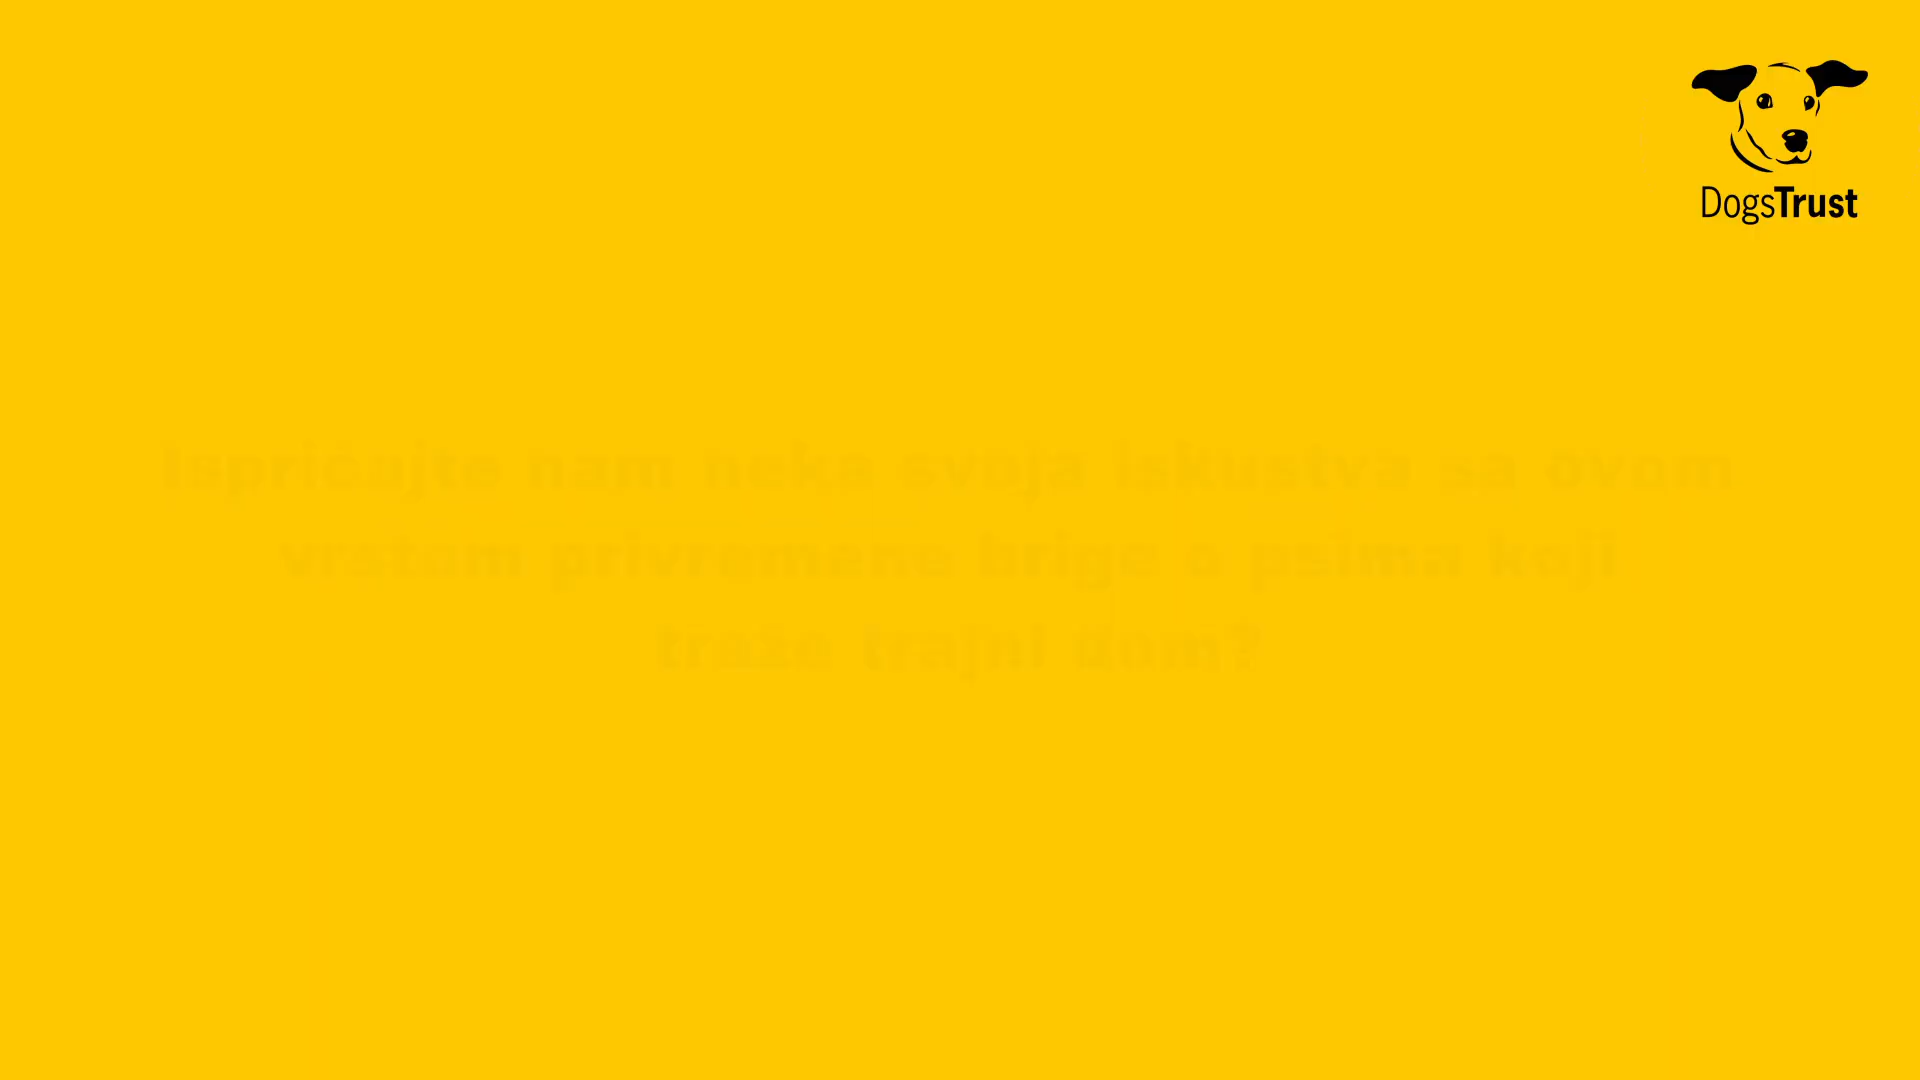 DogsTrust
Ispričajte nam neka svoja iskustva sa ovom
vrstom privremene brige o psima koji
traže trajni dom?